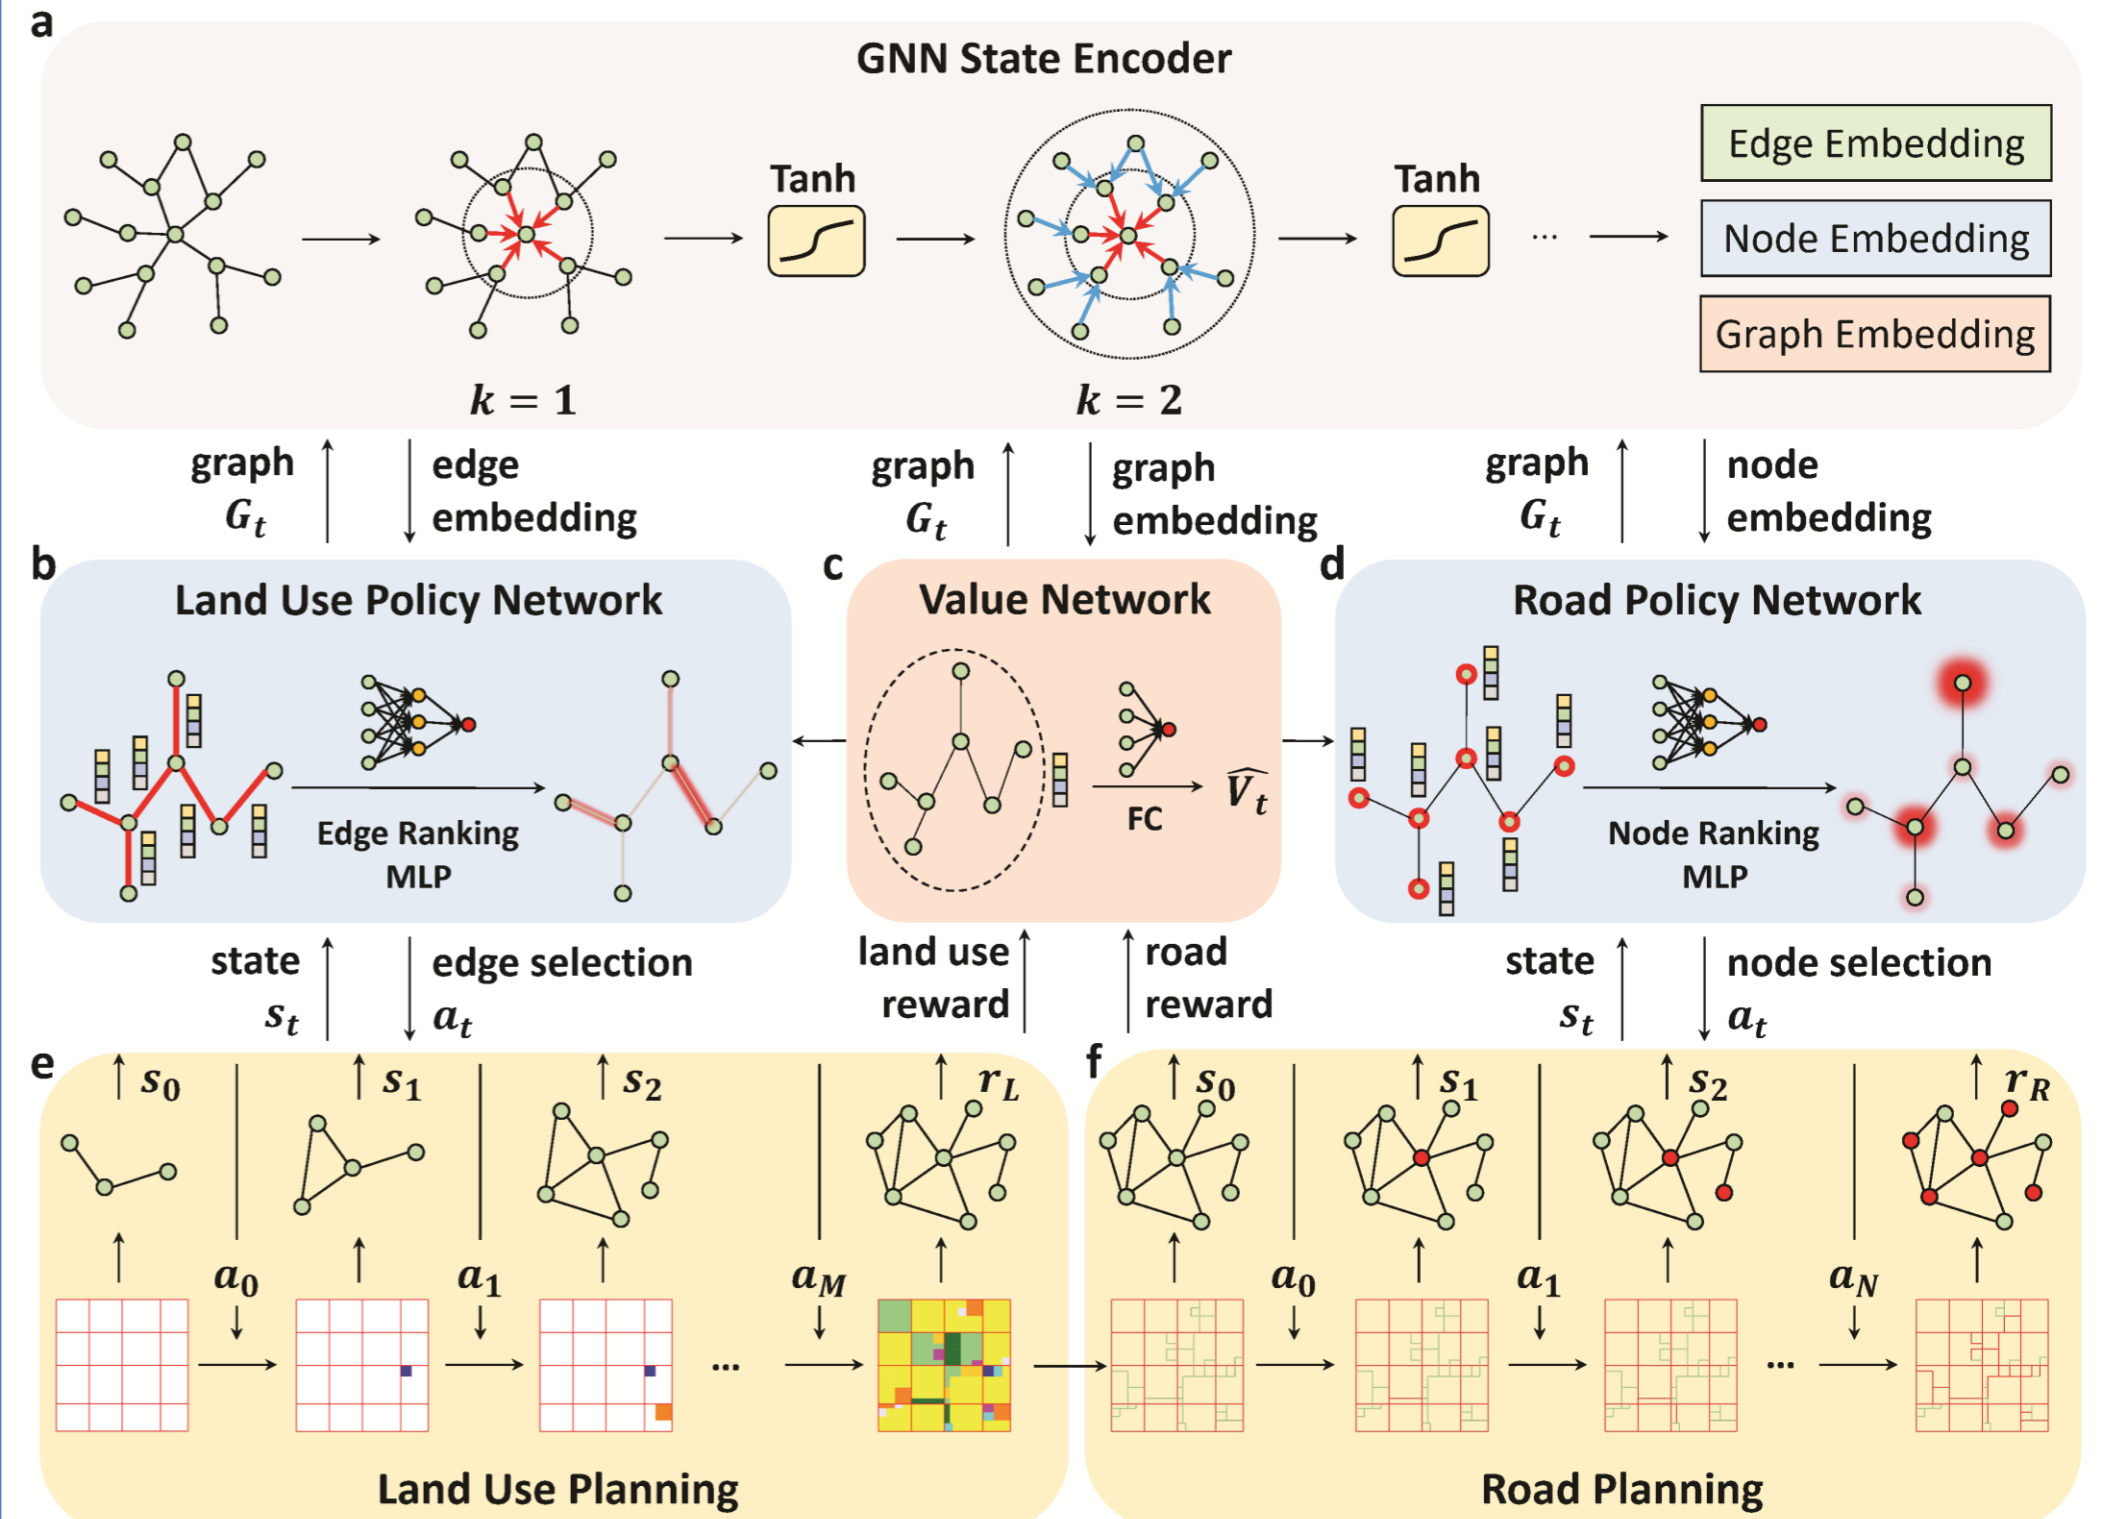 a
GNN State Encoder
Tanh
Tanh
...
Edge Embedding
Node Embedding
Graph Embedding
k = 1
k = 2
graph
G_t
edge
embedding
graph
G_t
graph
embedding
graph
G_t
node
embedding
b
Land Use Policy Network
Edge Ranking
MLP
c
Value Network
FC
\widehat{V_t}
d
Road Policy Network
Node Ranking
MLP
state
s_t
edge selection
a_t
land use
reward
road
reward
state
s_t
node selection
a_t
e
s_0
s_1
s_2
r_L
a_0
a_1
a_M
...
Land Use Planning
f
s_0
s_1
s_2
r_R
a_0
a_1
a_N
...
Road Planning